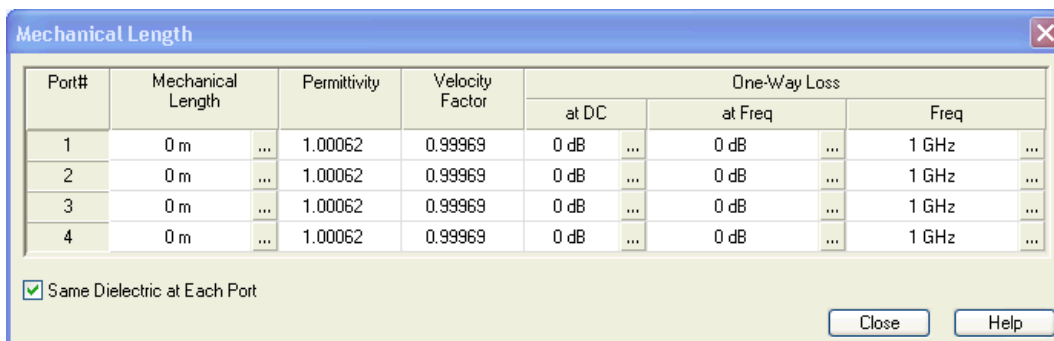 Mechanical Length
Port# Mechanical Length Permittivity Velocity Factor One-Way Loss
at DC at Freq Freq
1 0 m ... 1.00062 0.99969 0 dB ... 0 dB ... 1 GHz ...
2 0 m ... 1.00062 0.99969 0 dB ... 0 dB ... 1 GHz ...
3 0 m ... 1.00062 0.99969 0 dB ... 0 dB ... 1 GHz ...
4 0 m ... 1.00062 0.99969 0 dB ... 0 dB ... 1 GHz ...
Same Dielectric at Each Port
Close Help